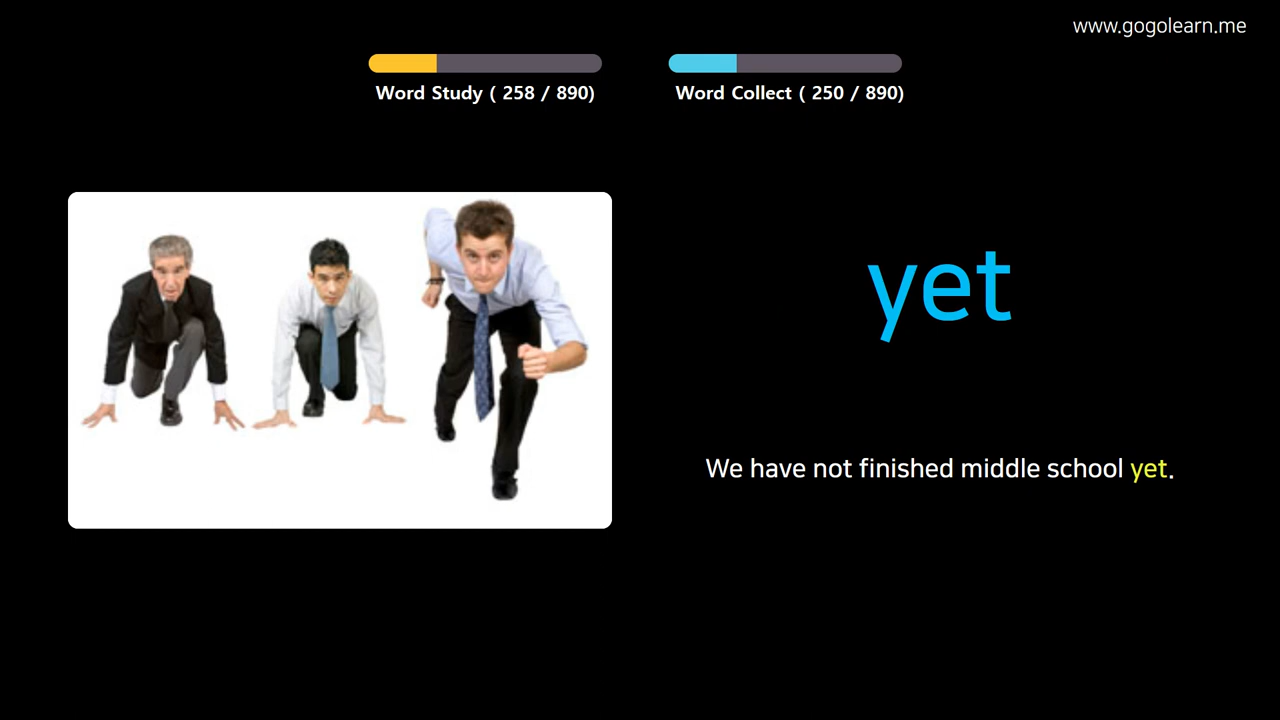 www.gogolearn.me
Word Study ( 258 / 890)
Word Collect ( 250 / 890)
yet
We have not finished middle school yet.